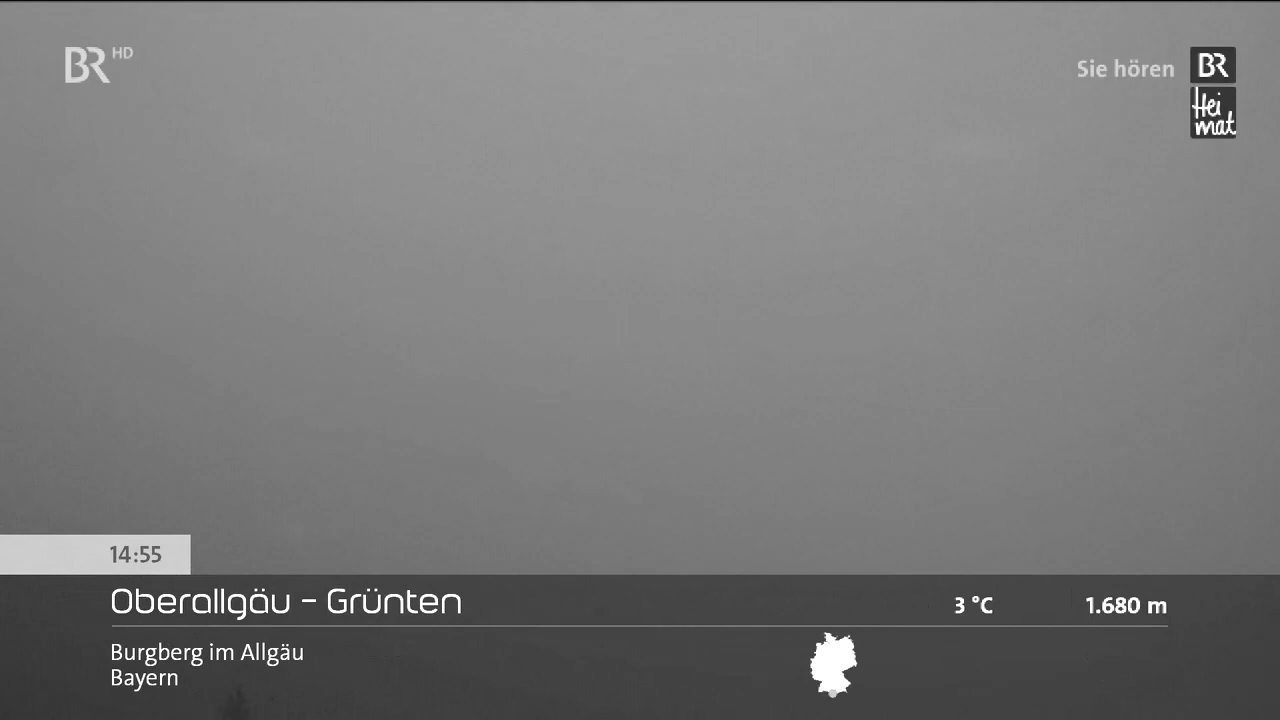 BR HD
Sie hören BR
Hei
mat
14:55
Oberallgäu – Grünten
3 °C
1.680 m
Burgberg im Allgäu
Bayern